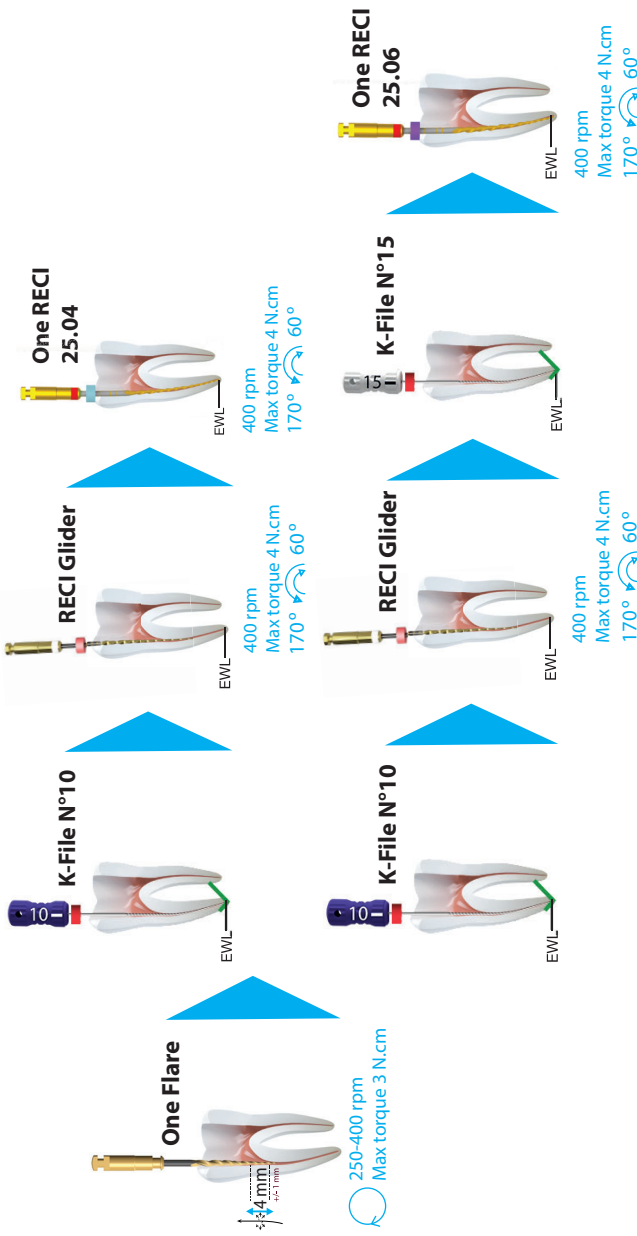 One Flare
4 mm
+/- 1 mm
250-400 rpm
Max torque 3 N.cm
K-File N°10
10
EWL
RECI Glider
EWL
400 rpm
Max torque 4 N.cm
170° 60°
One RECI
25.04
EWL
400 rpm
Max torque 4 N.cm
170° 60°
K-File N°10
10
EWL
RECI Glider
EWL
400 rpm
Max torque 4 N.cm
170° 60°
K-File N°15
15
EWL
One RECI
25.06
EWL
400 rpm
Max torque 4 N.cm
170° 60°